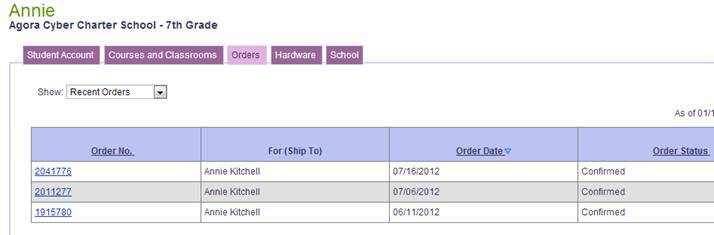 Annie
Agora Cyber Charter School - 7th Grade
Student Account Courses and Classrooms Orders Hardware School
Show: Recent Orders
As of 01/1
Order No. For (Ship To) Order Date Order Status
2041776 Annie Kitchell 07/16/2012 Confirmed
2011277 Annie Kitchell 07/06/2012 Confirmed
1915780 Annie Kitchell 06/11/2012 Confirmed